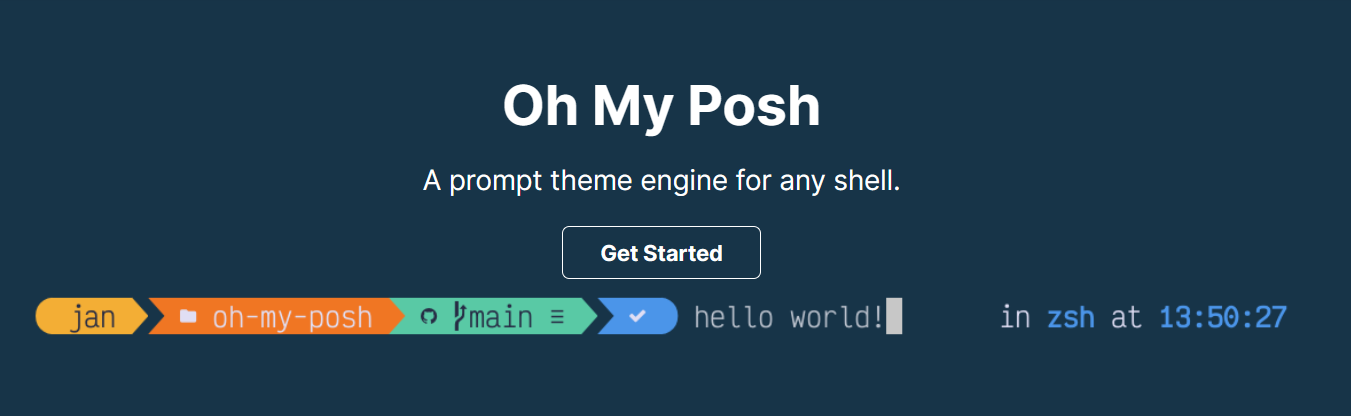 Oh My Posh
A prompt theme engine for any shell.
Get Started
jan oh-my-posh main ≡ ✔ hello world! in zsh at 13:50:27